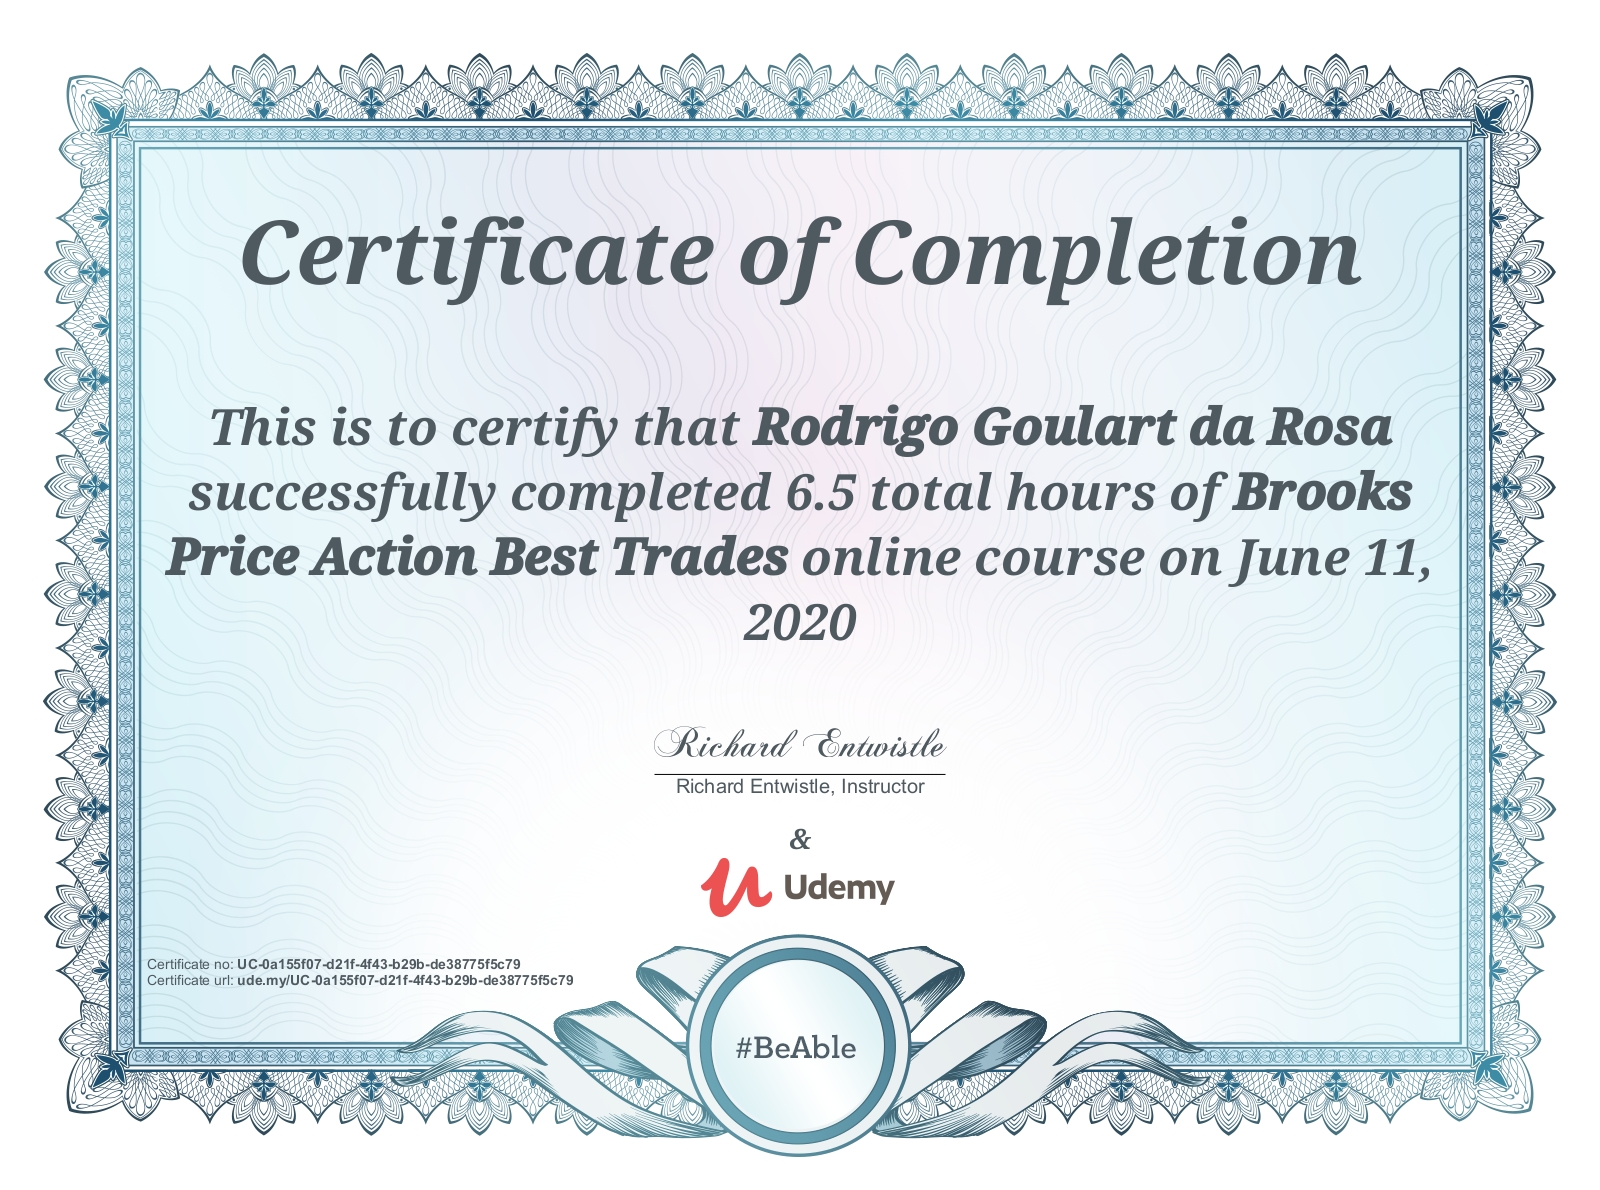 Certificate of Completion
This is to certify that Rodrigo Goulart da Rosa
successfully completed 6.5 total hours of Brooks
Price Action Best Trades online course on June 11,
2020
Richard Entwistle
Richard Entwistle, Instructor
&
Udemy
Certificate no: UC-0a155f07-d21f-4f43-b29b-de38775f5c79
Certificate url: ude.my/UC-0a155f07-d21f-4f43-b29b-de38775f5c79
#BeAble